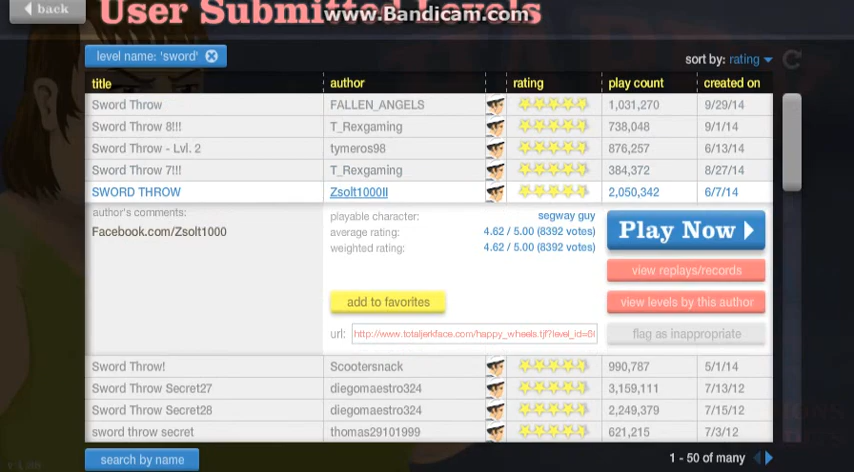 back
User Submitted Levels
www.Bandicam.com
level name: 'sword'
sort by: rating
title author rating play count created on
Sword Throw FALLEN_ANGELS 1,031,270 9/29/14
Sword Throw 8!!! T_Rexgaming 738,048 9/1/14
Sword Throw - Lvl. 2 tymeros98 876,257 6/13/14
Sword Throw 7!!! T_Rexgaming 384,372 8/27/14
SWORD THROW Zsolt1000II 2,050,342 6/7/14
author's comments:
Facebook.com/Zsolt1000
playable character: segway guy
average rating: 4.62 / 5.00 (8392 votes)
weighted rating: 4.62 / 5.00 (8392 votes)
Play Now
view replays/records
add to favorites
view levels by this author
url: http://www.totaljerkface.com/happy_wheels.tjf?level_id=6
flag as inappropriate
Sword Throw! Scootersnack 990,787 5/1/14
Sword Throw Secret27 diegomaestro324 3,159,111 7/13/12
Sword Throw Secret28 diegomaestro324 2,249,379 7/15/12
sword throw secret thomas29101999 621,215 7/3/12
search by name
1 - 50 of many